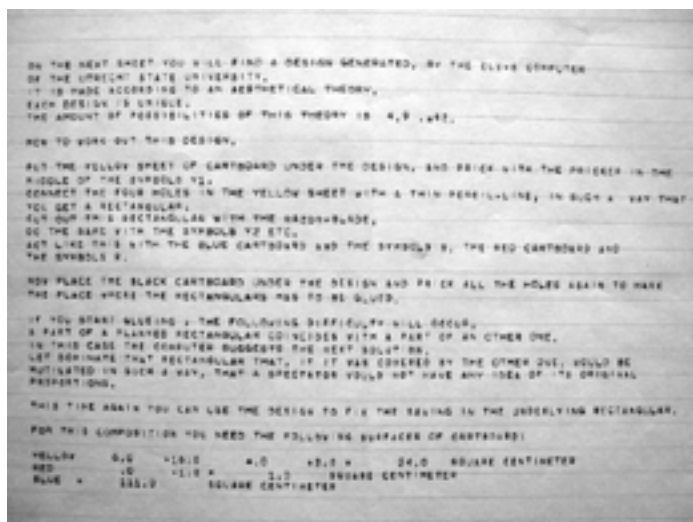 ON THE NEXT SHEET YOU WILL FIND A DESIGN GENERATED, BY THE COMPUTER
OF THE UTRECHT STATE UNIVERSITY,
IT IS MADE ACCORDING TO AN AESTHETICAL THEORY,
EACH DESIGN IS UNIQUE,
THE AMOUNT OF POSSIBILITIES OF THIS THEORY IS
HOW TO WORK OUT THIS DESIGN,
PUT THE YELLOW SHEET OF CARTBOARD UNDER THE DESIGN, AND PRICK WITH THE PRICKER IN THE
MIDDLE OF THE SYMBOLS Y1,
CONNECT THE FOUR HOLES IN THE YELLOW SHEET WITH A THIN PENCIL-LINE, IN SUCH A WAY THAT
YOU GET A RECTANGULAR,
CUT OUT THIS RECTANGULAR WITH THE RAZOR-BLADE,
DO THE SAME WITH THE SYMBOLS Y2 ETC,
ACT LIKE THIS WITH THE BLUE CARTBOARD AND THE SYMBOLS B, THE RED CARTBOARD AND
THE SYMBOLS R,
NOW PLACE THE BLACK CARTBOARD UNDER THE DESIGN AND PRICK ALL THE HOLES AGAIN TO MARK
THE PLACE WHERE THE RECTANGULARS HAS TO BE GLUED,
IF YOU START GLUEING , THE FOLLOWING DIFFICULTY WILL OCCUR,
A PART OF A PLANNED RECTANGULAR COINCIDES WITH A PART OF AN OTHER ONE,
IN THIS CASE THE COMPUTER SUGGESTS THE NEXT SOLUTION,
LET DOMINATE THAT RECTANGULAR THAT, IF IT WAS COVERED BY THE OTHER ONE, WOULD BE
MUTILATED IN SUCH A WAY, THAT A SPECTATOR WOULD NOT HAVE ANY IDEA OF ITS ORIGINAL
PROPORTIONS,
THIS TIME AGAIN YOU CAN USE THE DESIGN TO FIX THE IN THE UNDERLYING RECTANGULAR,
FOR THIS COMPOSITION YOU NEED THE FOLLOWING SURFACES OF CARTBOARD:
YELLOW 24.0 SQUARE CENTIMETER
RED SQUARE CENTIMETER
BLUE = SQUARE CENTIMETER